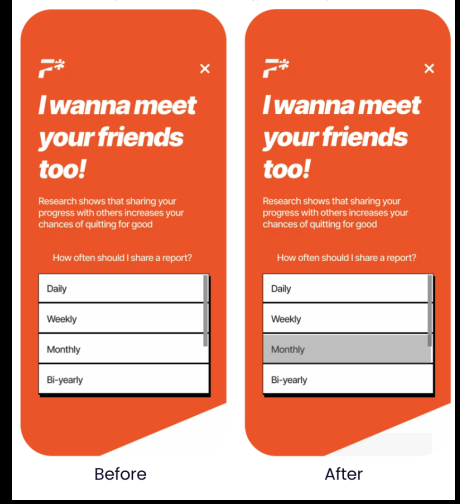 I wanna meet
your friends
too!
Research shows that sharing your
progress with others increases your
chances of quitting for good
How often should I share a report?
Daily
Weekly
Monthly
Bi-yearly
Before
I wanna meet
your friends
too!
Research shows that sharing your
progress with others increases your
chances of quitting for good
How often should I share a report?
Daily
Weekly
Monthly
Bi-yearly
After